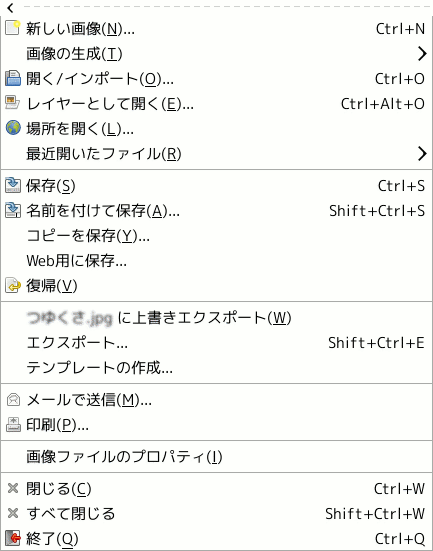 新しい画像(N)... Ctrl+N
画像の生成(T)
開く/インポート(O)... Ctrl+O
レイヤーとして開く(E)... Ctrl+Alt+O
場所を開く(L)...
最近開いたファイル(R)
保存(S) Ctrl+S
名前を付けて保存(A)... Shift+Ctrl+S
コピーを保存(Y)...
Web用に保存...
復帰(V)
つゆくさ.jpg に上書きエクスポート(W)
エクスポート... Shift+Ctrl+E
テンプレートの作成...
メールで送信(M)...
印刷(P)...
画像ファイルのプロパティ(I)
閉じる(C) Ctrl+W
すべて閉じる Shift+Ctrl+W
終了(Q) Ctrl+Q